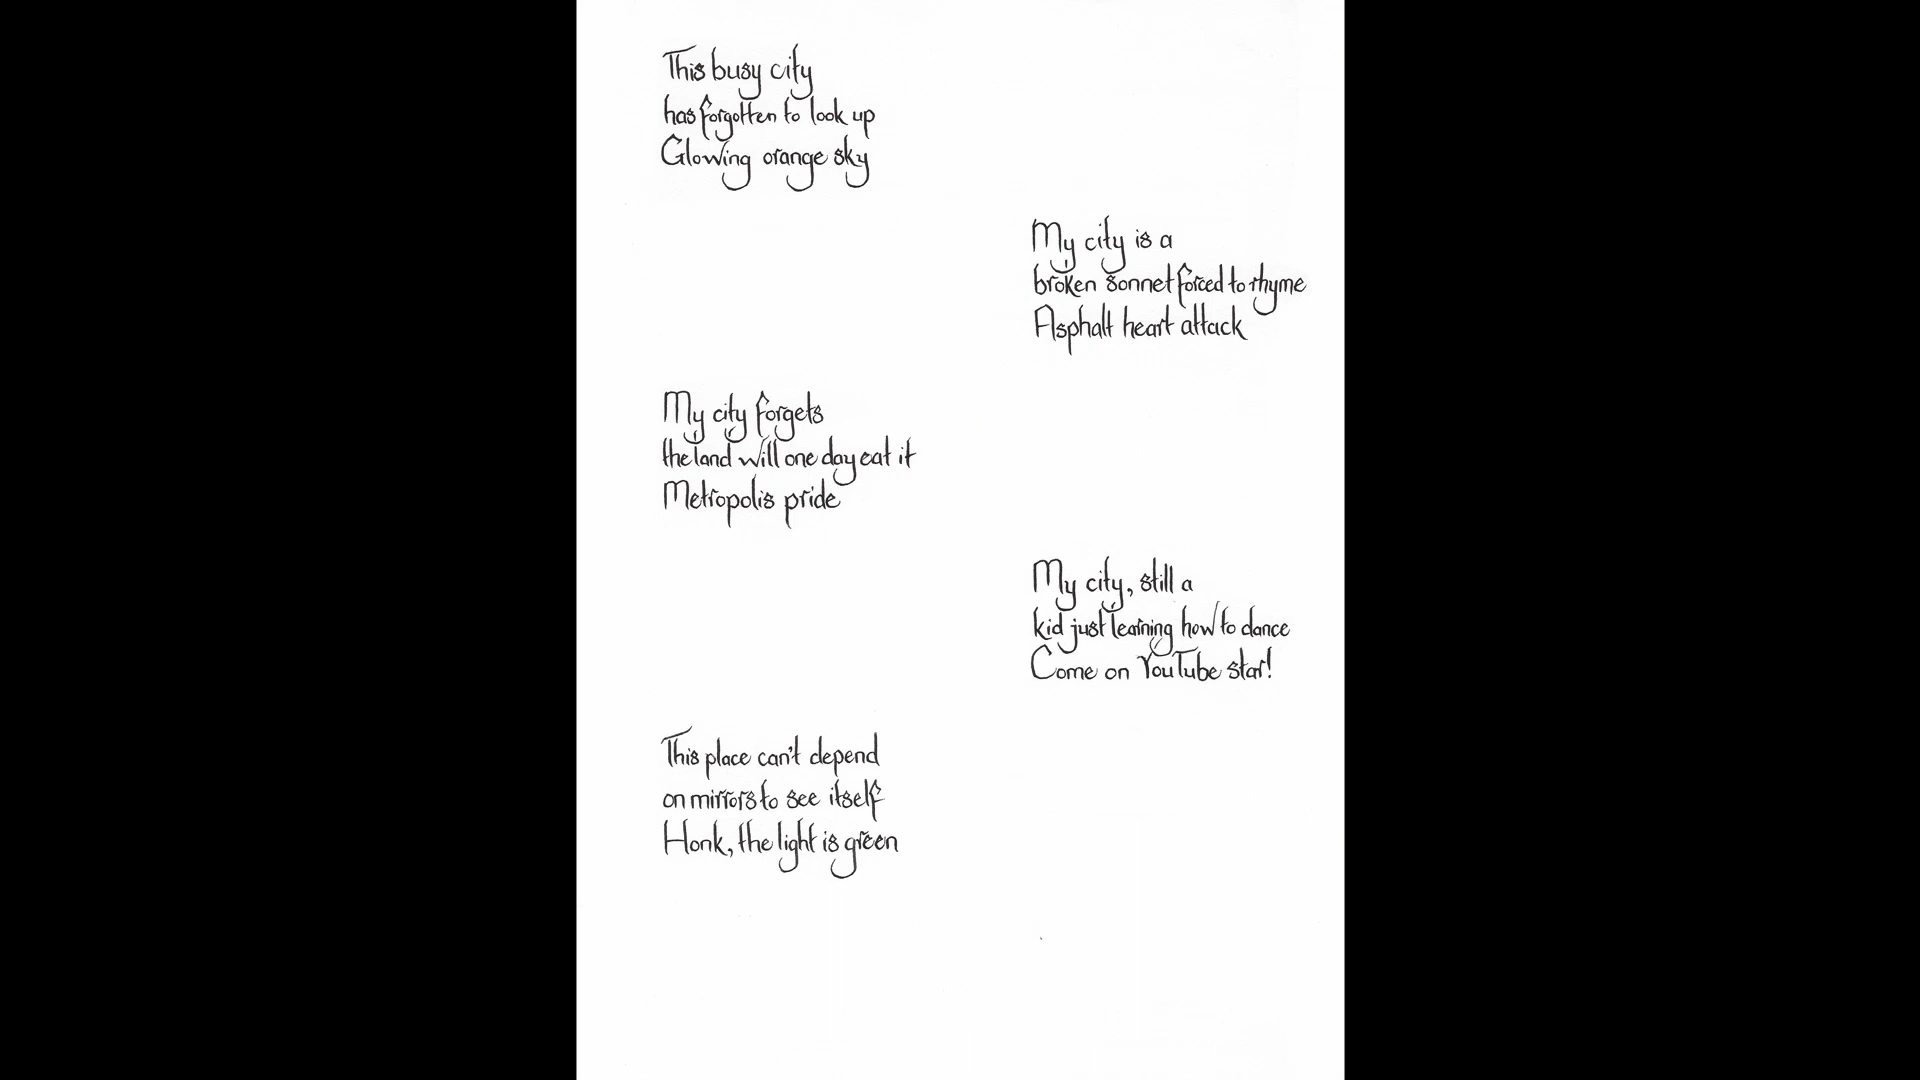 This busy city
has forgotten to look up
Glowing orange sky
My city is a
broken sonnet forced to rhyme
Asphalt heart attack
My city forgets
the land will one day eat it
Metropolis pride
My city, still a
kid just learning how to dance
Come on YouTube star!
This place can't depend
on mirrors to see itself
Honk, the light is green